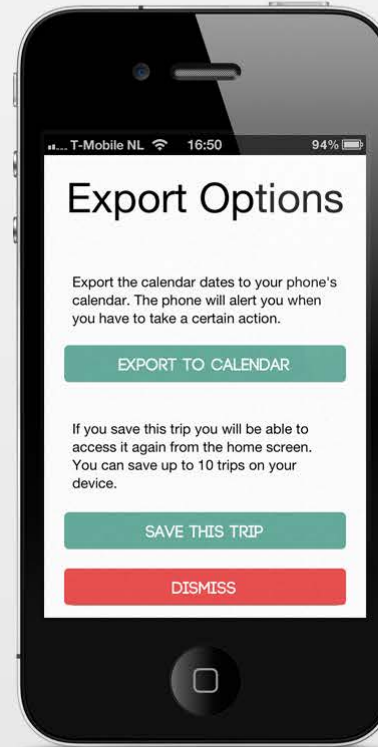 T-Mobile NL 16:50 94%
Export Options
Export the calendar dates to your phone's
calendar. The phone will alert you when
you have to take a certain action.
EXPORT TO CALENDAR
If you save this trip you will be able to
access it again from the home screen.
You can save up to 10 trips on your
device.
SAVE THIS TRIP
DISMISS